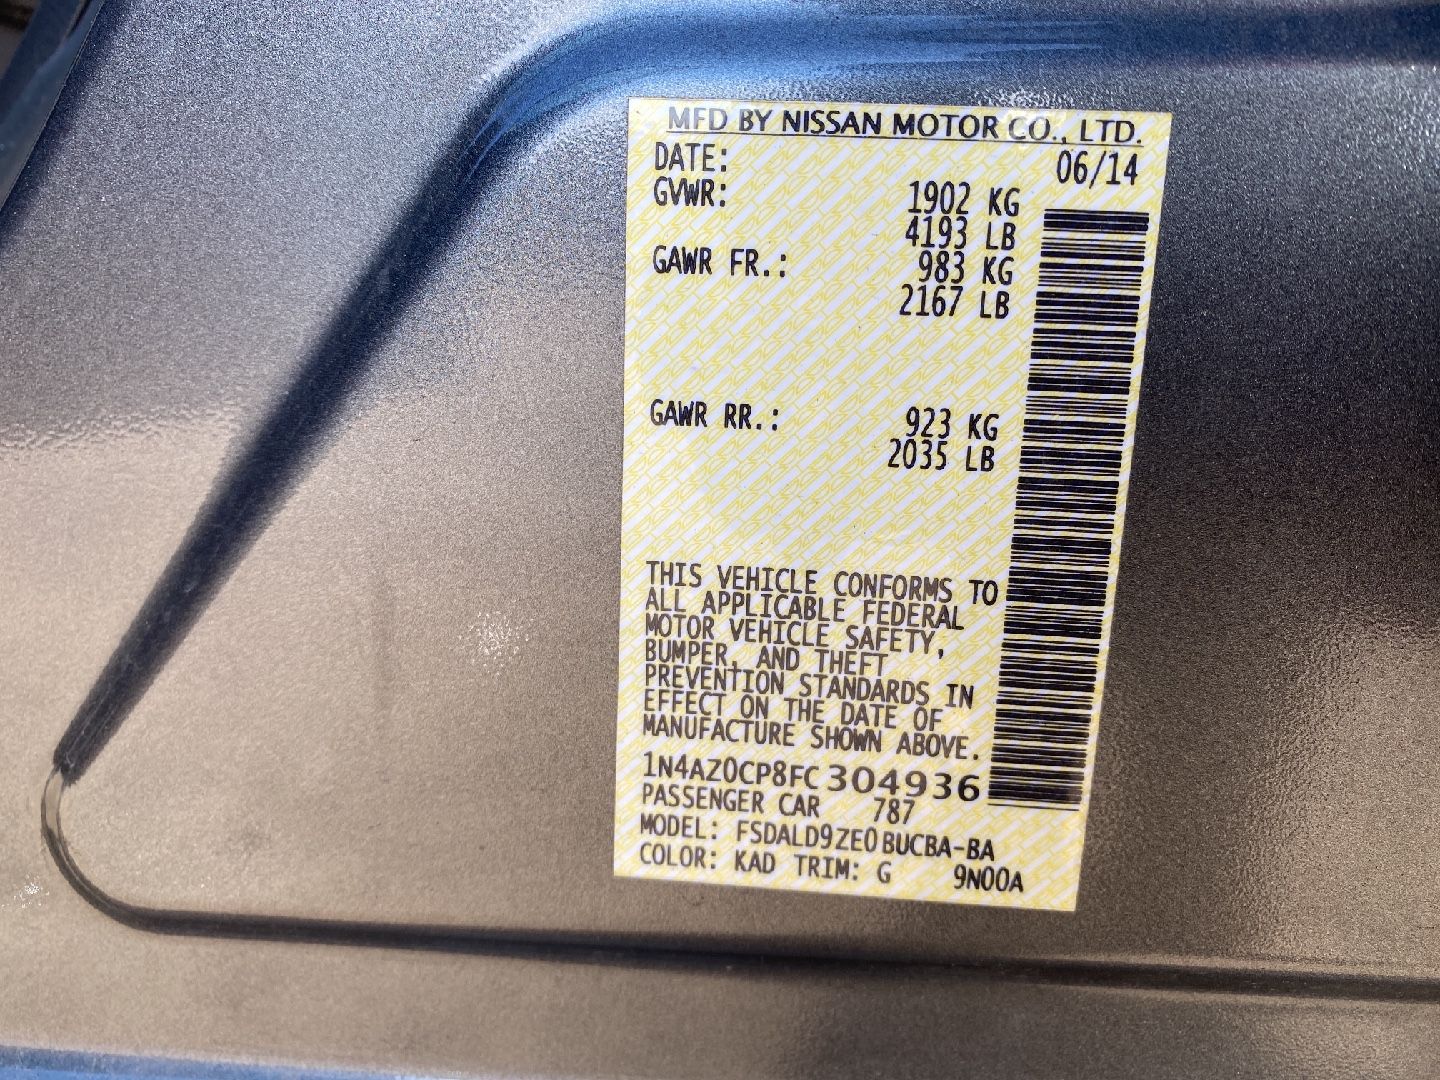 MFD BY NISSAN MOTOR CO., LTD.
DATE: 06/14
GVWR: 1902 KG
4193 LB
GAWR FR.: 983 KG
2167 LB
GAWR RR.: 923 KG
2035 LB
THIS VEHICLE CONFORMS TO
ALL APPLICABLE FEDERAL
MOTOR VEHICLE SAFETY,
BUMPER, AND THEFT
PREVENTION STANDARDS IN
EFFECT ON THE DATE OF
MANUFACTURE SHOWN ABOVE.
1N4AZ0CP8FC304936
PASSENGER CAR 787
MODEL: FSDALD9ZE0BUCBA-BA
COLOR: KAD TRIM: G 9N00A